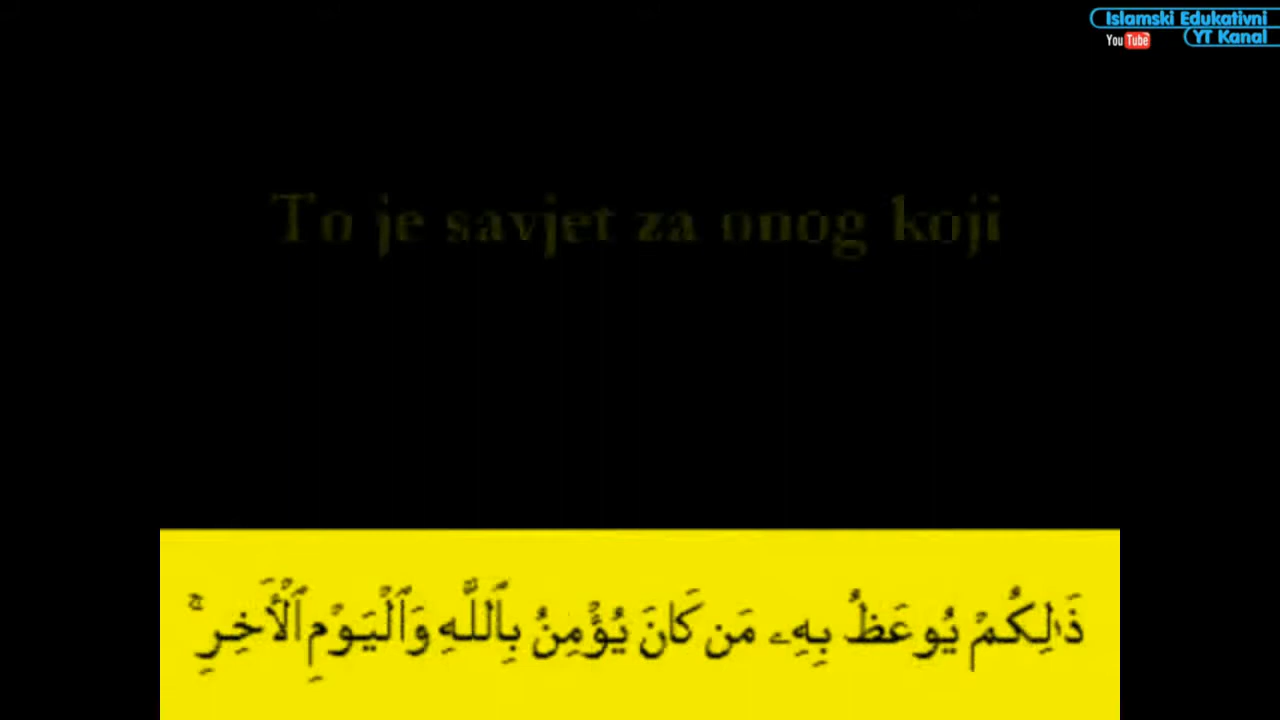 Islamski Edukativni
YouTube YT Kanal
To je savjet za onog koji
ذَٰلِكُمْ يُوعَظُ بِهِۦ مَن كَانَ يُؤْمِنُ بِٱللَّهِ وَٱلْيَوْمِ ٱلْأَخِرِ ۚ